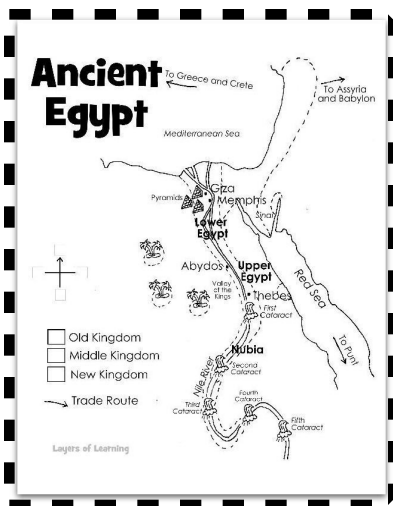 Ancient
Egypt
To Greece and Crete
To Assyria
and Babylon
Mediterranean Sea
Giza
Pyramids
Memphis
Sinai
Lower
Egypt
Abydos
Upper
Egypt
Valley
of the
Kings
Thebes
Red Sea
First
Cataract
To Punt
Nubia
Nile River
Second
Cataract
Old Kingdom
Middle Kingdom
New Kingdom
Trade Route
Third
Cataract
Fourth
Cataract
Fifth
Cataract
Layers of Learning